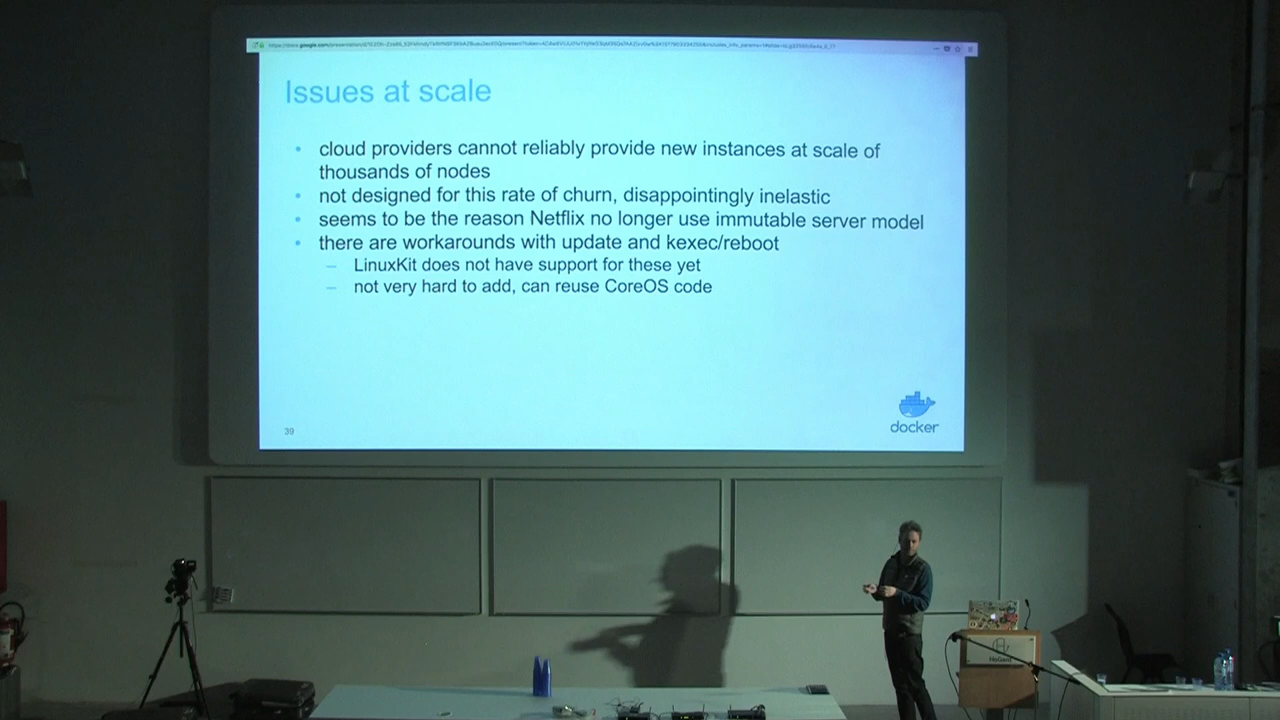 Issues at scale
• cloud providers cannot reliably provide new instances at scale of
thousands of nodes
• not designed for this rate of churn, disappointingly inelastic
• seems to be the reason Netflix no longer use immutable server model
• there are workarounds with update and kexec/reboot
– LinuxKit does not have support for these yet
– not very hard to add, can reuse CoreOS code
docker
39